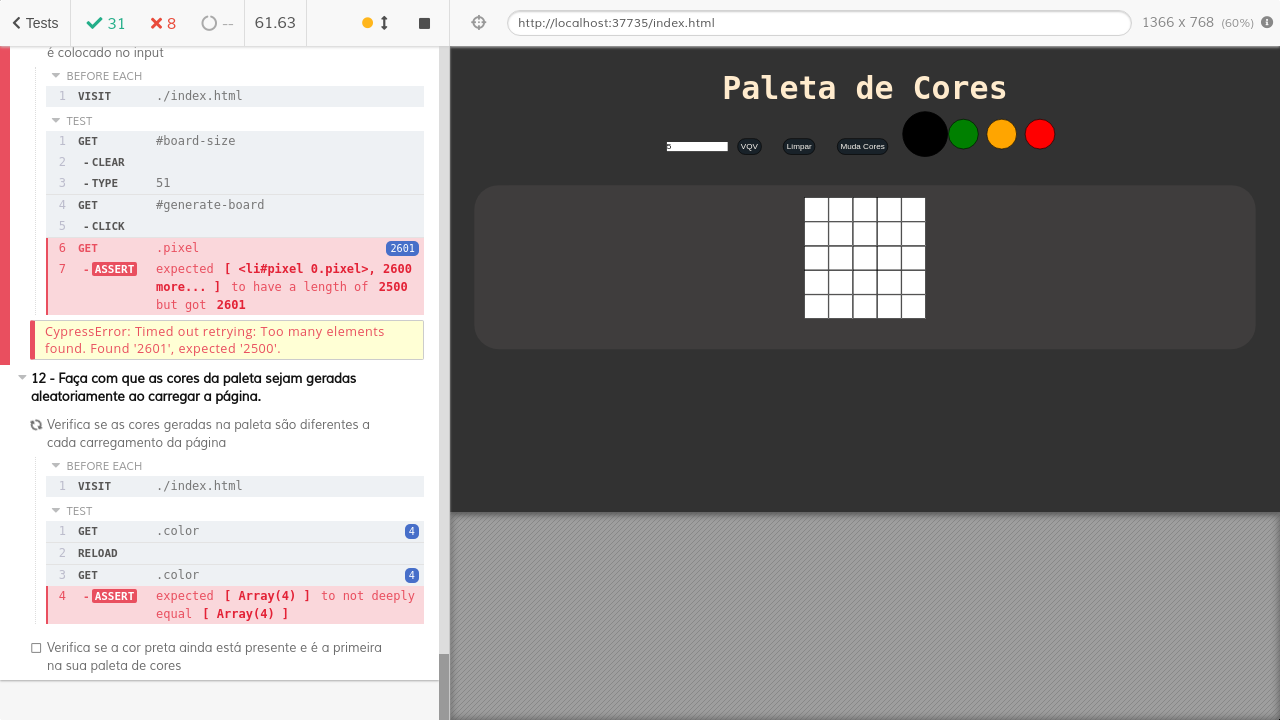 Tests 31 8 -- 61.63
http://localhost:37735/index.html 1366 x 768 (60%)
é colocado no input
BEFORE EACH
1 VISIT ./index.html
TEST
1 GET #board-size
2 - CLEAR
3 - TYPE 51
4 GET #generate-board
5 - CLICK
6 GET .pixel 2601
7 - ASSERT expected [ <li#pixel 0.pixel>, 2600
more... ] to have a length of 2500
but got 2601
CypressError: Timed out retrying: Too many elements
found. Found '2601', expected '2500'.
12 - Faça com que as cores da paleta sejam geradas
aleatoriamente ao carregar a página.
Verifica se as cores geradas na paleta são diferentes a
cada carregamento da página
BEFORE EACH
1 VISIT ./index.html
TEST
1 GET .color 4
2 RELOAD
3 GET .color 4
4 - ASSERT expected [ Array(4) ] to not deeply
equal [ Array(4) ]
Verifica se a cor preta ainda está presente e é a primeira
na sua paleta de cores
Paleta de Cores
VQV Limpar Muda Cores